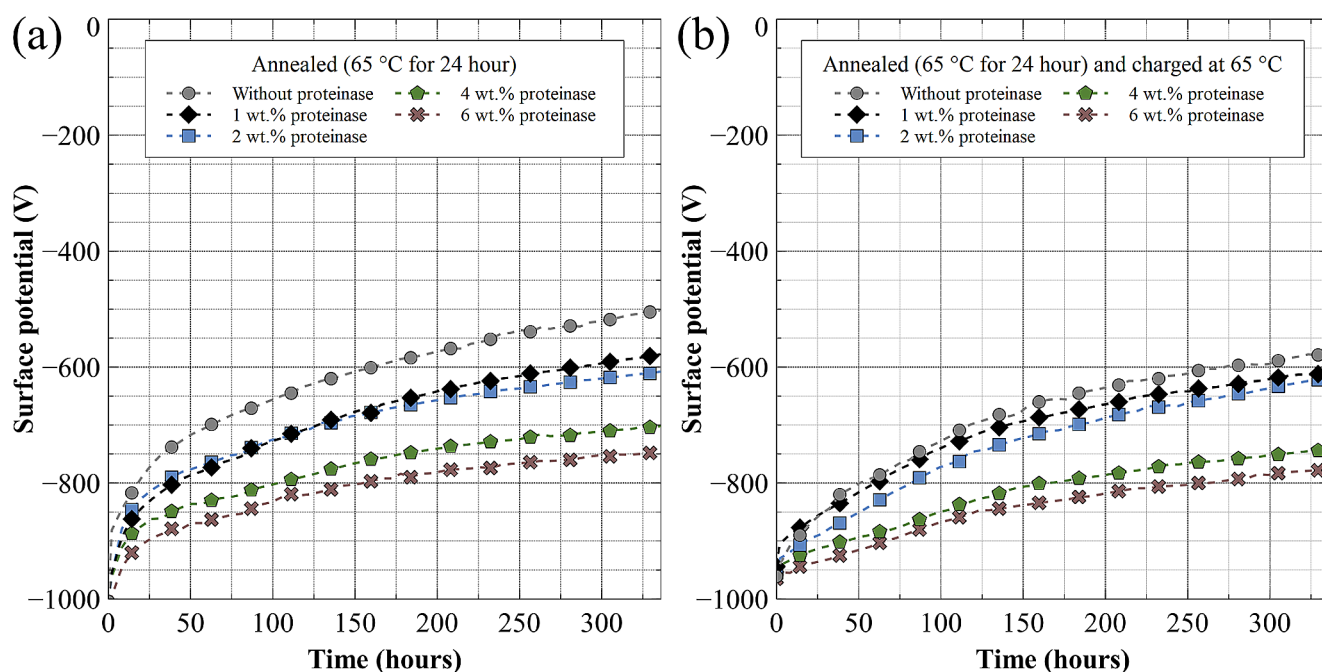 (a)
Annealed (65 °C for 24 hour)
Without proteinase
1 wt.% proteinase
2 wt.% proteinase
4 wt.% proteinase
6 wt.% proteinase
Surface potential (V)
0
−200
−400
−600
−800
−1000
0 50 100 150 200 250 300
Time (hours)
(b)
Annealed (65 °C for 24 hour) and charged at 65 °C
Without proteinase
1 wt.% proteinase
2 wt.% proteinase
4 wt.% proteinase
6 wt.% proteinase
Surface potential (V)
0
−200
−400
−600
−800
−1000
0 50 100 150 200 250 300
Time (hours)